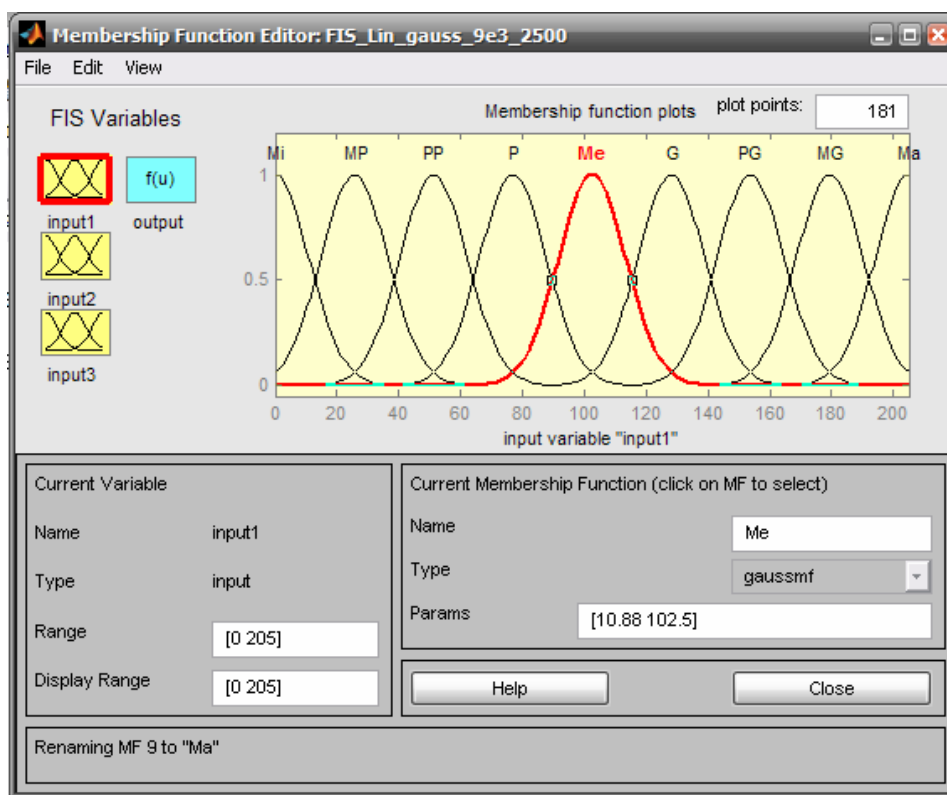 Membership Function Editor: FIS_Lin_gauss_9e3_2500
File Edit View
FIS Variables
Membership function plots plot points: 181
f(u)
input1 output
input2
input3
Mi MP PP P Me G PG MG Ma
1
0.5
0
0 20 40 60 80 100 120 140 160 180 200
input variable "input1"
Current Variable
Name input1
Type input
Range [0 205]
Display Range [0 205]
Current Membership Function (click on MF to select)
Name Me
Type gaussmf
Params [10.88 102.5]
Help Close
Renaming MF 9 to "Ma"